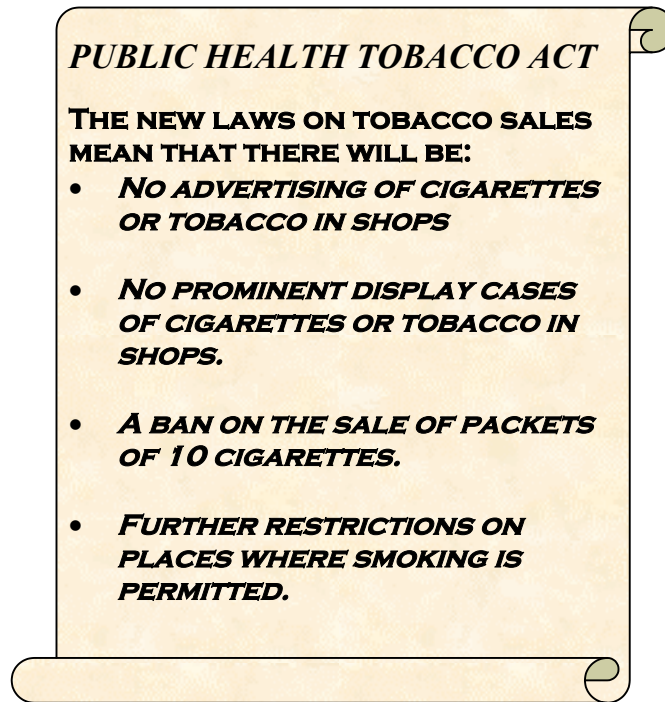 PUBLIC HEALTH TOBACCO ACT
THE NEW LAWS ON TOBACCO SALES
MEAN THAT THERE WILL BE:
• NO ADVERTISING OF CIGARETTES
OR TOBACCO IN SHOPS
• NO PROMINENT DISPLAY CASES
OF CIGARETTES OR TOBACCO IN
SHOPS.
• A BAN ON THE SALE OF PACKETS
OF 10 CIGARETTES.
• FURTHER RESTRICTIONS ON
PLACES WHERE SMOKING IS
PERMITTED.